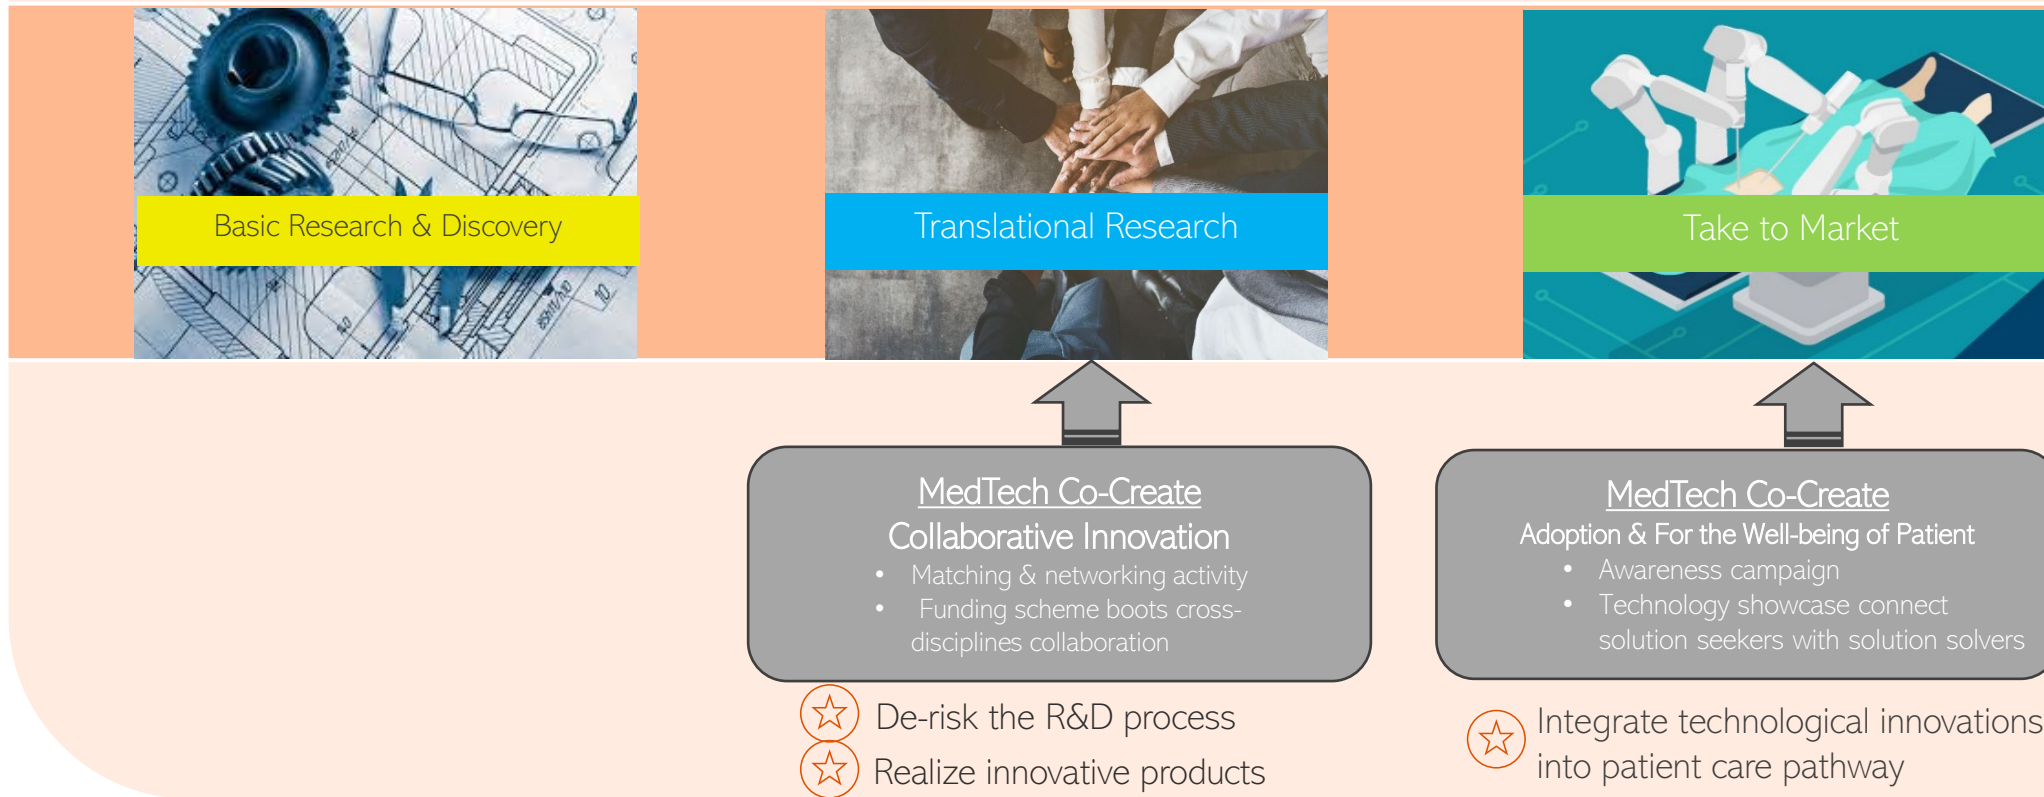 Basic Research & Discovery
Translational Research
Take to Market
MedTech Co-Create
Collaborative Innovation
• Matching & networking activity
• Funding scheme boots cross-
disciplines collaboration
De-risk the R&D process
Realize innovative products
MedTech Co-Create
Adoption & For the Well-being of Patient
• Awareness campaign
• Technology showcase connect
solution seekers with solution solvers
Integrate technological innovations
into patient care pathway